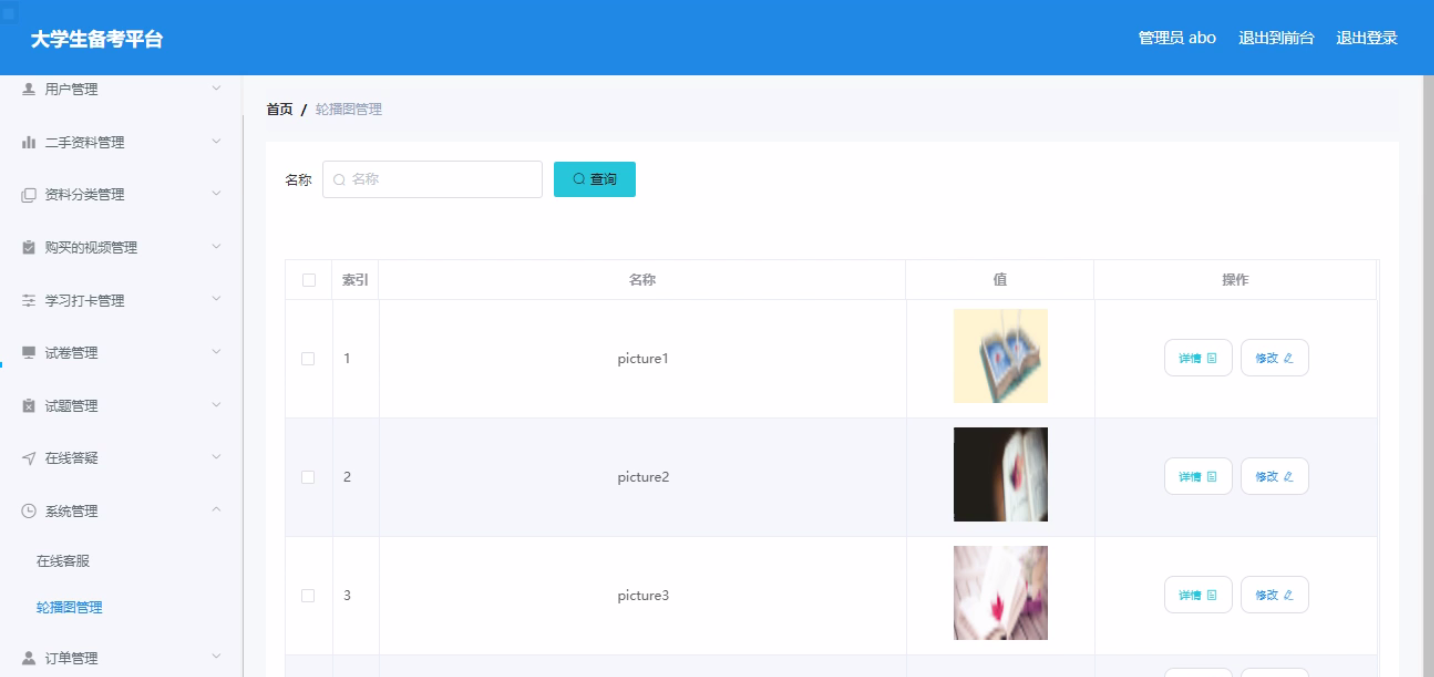 大学生备考平台
管理员 abo 退出到前台 退出登录
用户管理
二手资料管理
资料分类管理
购买的视频管理
学习打卡管理
试卷管理
试题管理
在线答疑
系统管理
在线客服
轮播图管理
订单管理
首页 / 轮播图管理
名称 名称 查询
索引 名称 值 操作
1 picture1 详情 修改
2 picture2 详情 修改
3 picture3 详情 修改